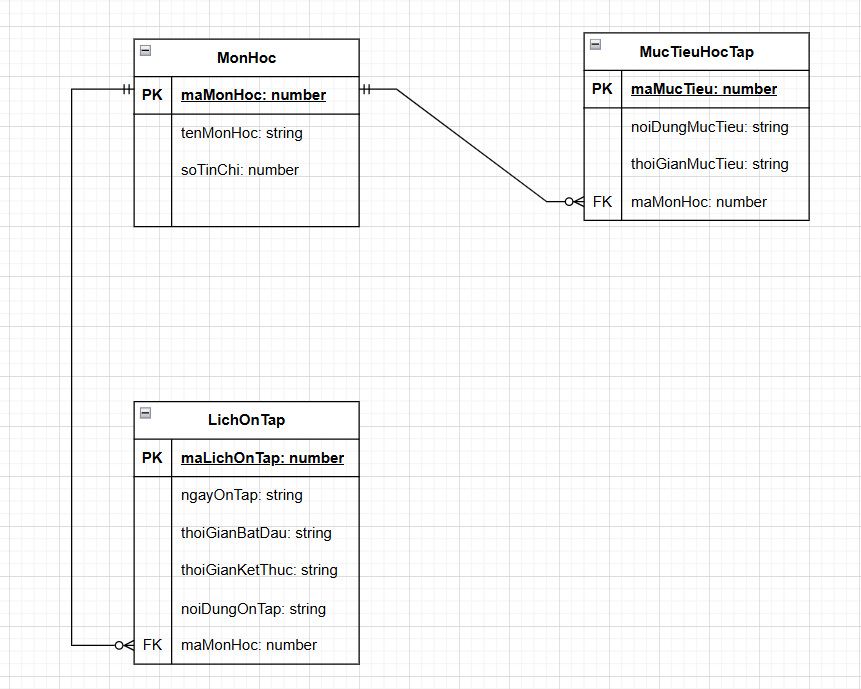 MonHoc
PK maMonHoc: number
tenMonHoc: string
soTinChi: number
MucTieuHocTap
PK maMucTieu: number
noiDungMucTieu: string
thoiGianMucTieu: string
FK maMonHoc: number
LichOnTap
PK maLichOnTap: number
ngayOnTap: string
thoiGianBatDau: string
thoiGianKetThuc: string
noiDungOnTap: string
FK maMonHoc: number